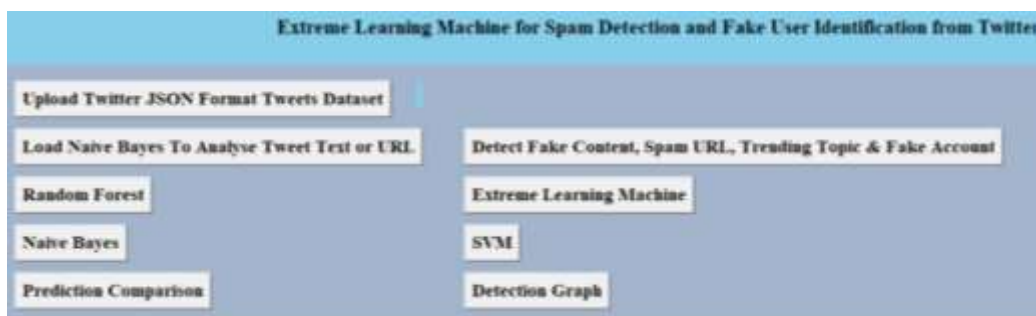 Extreme Learning Machine for Spam Detection and Fake User Identification from Twitter
Upload Twitter JSON Format Tweets Dataset
Load Naive Bayes To Analyse Tweet Text or URL
Detect Fake Content, Spam URL, Trending Topic & Fake Account
Random Forest
Extreme Learning Machine
Naive Bayes
SVM
Prediction Comparison
Detection Graph